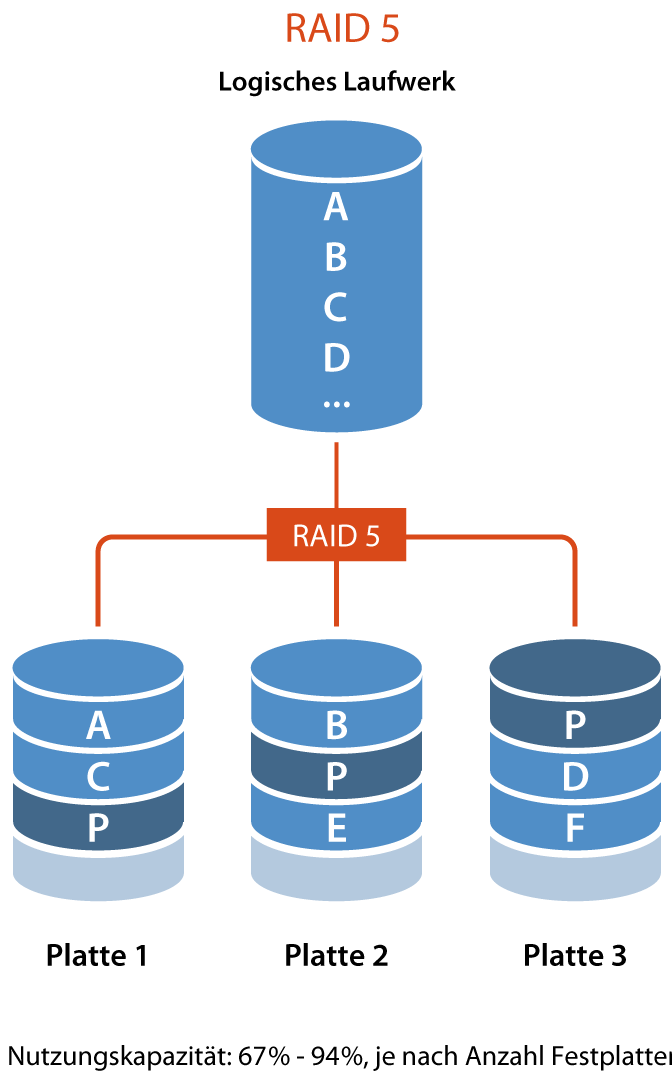 RAID 5
Logisches Laufwerk
A
B
C
D
...
RAID 5
A B P
C P D
P E F
Platte 1 Platte 2 Platte 3
Nutzungskapazität: 67% - 94%, je nach Anzahl Festplatten